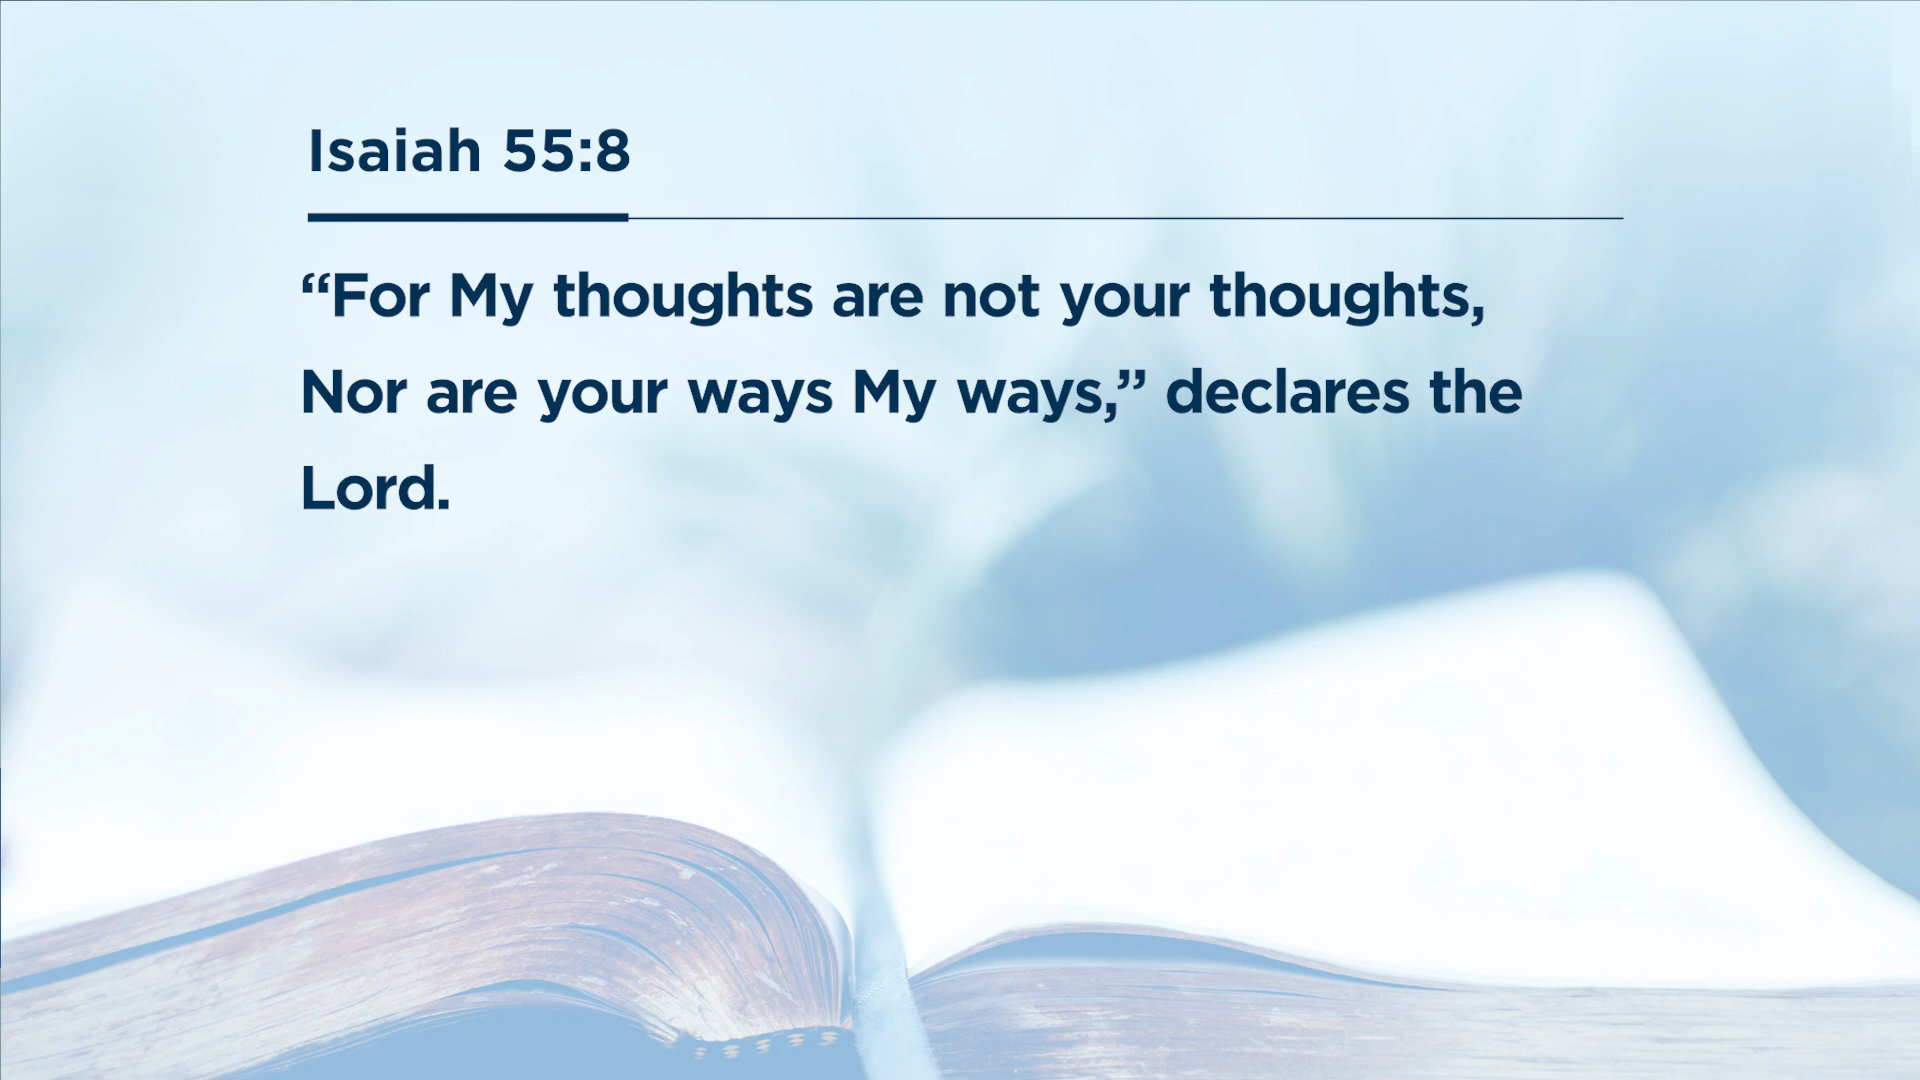 Isaiah 55:8
“For My thoughts are not your thoughts,
Nor are your ways My ways,” declares the
Lord.